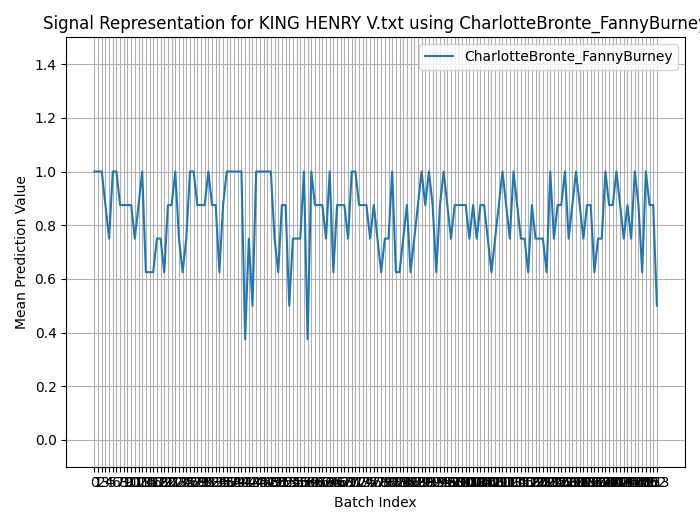 Signal Representation for KING HENRY V.txt using CharlotteBronte_FannyBurney
CharlotteBronte_FannyBurney
1.4
1.2
1.0
0.8
0.6
0.4
0.2
0.0
Mean Prediction Value
Batch Index